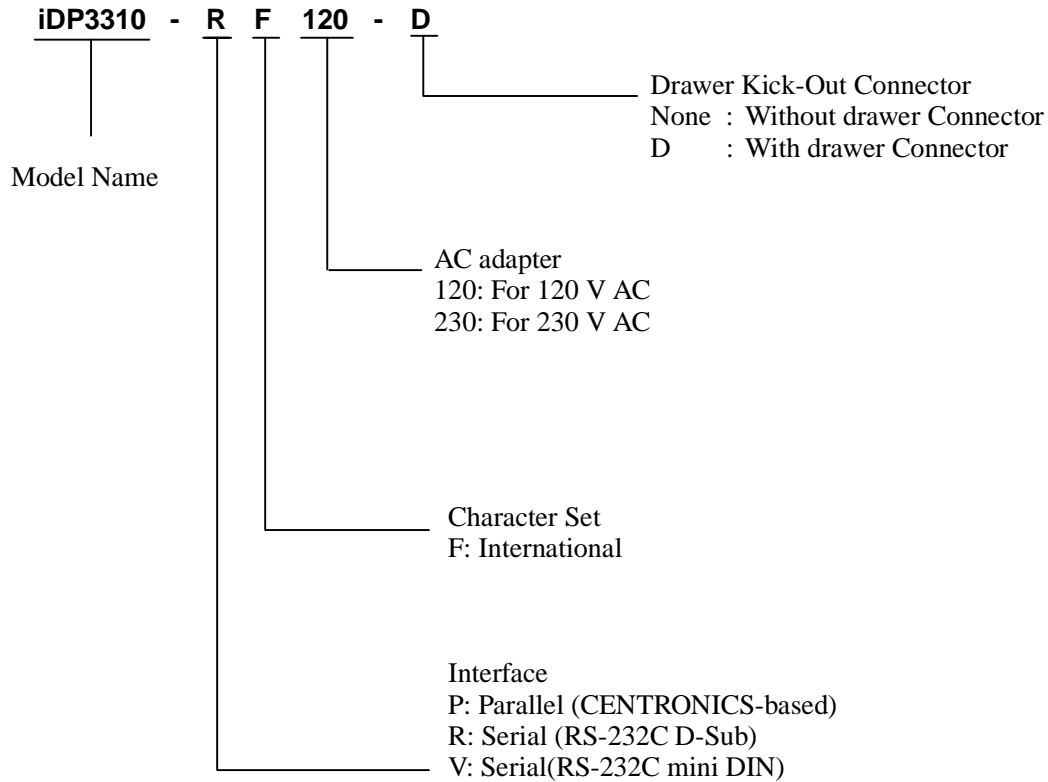 iDP3310 - R F 120 - D
Drawer Kick-Out Connector
None : Without drawer Connector
D : With drawer Connector
Model Name
AC adapter
120: For 120 V AC
230: For 230 V AC
Character Set
F: International
Interface
P: Parallel (CENTRONICS-based)
R: Serial (RS-232C D-Sub)
V: Serial(RS-232C mini DIN)